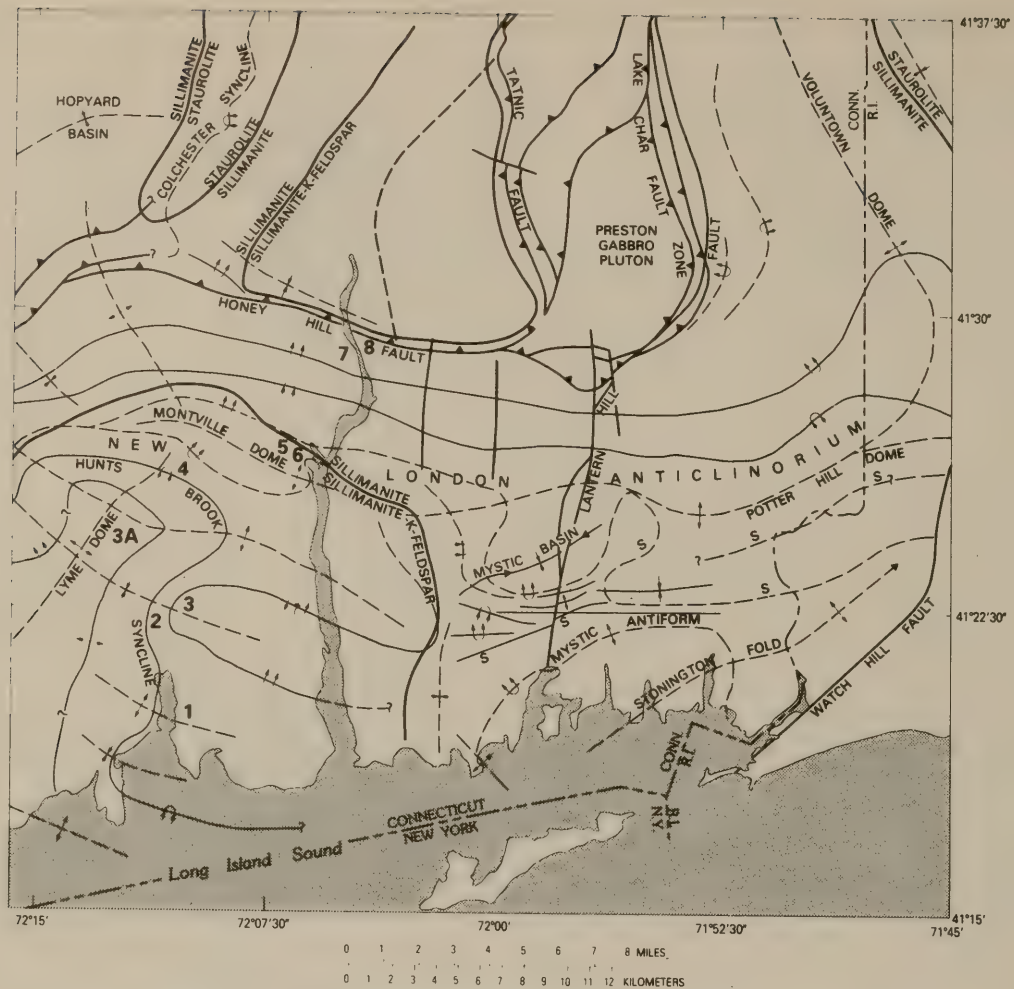 41°37'30"
SILLIMANITE
STAUROLITE
SYNCLINE
COLCHESTER
HOPYARD
BASIN
STAUROLITE
SILLIMANITE
SILLIMANITE
SILLIMANITE-K-FELDSPAR
TATNIC
FAULT
LAKE
CHAR
FAULT
ZONE
FAULT
PRESTON
GABBRO
PLUTON
VOLUNTOWN
DOME
CONN.
R.I.
STAUROLITE
SILLIMANITE
?
?
HONEY
HILL
FAULT
7
8
41°30"
MONTVILLE
DOME
5 6
NEW
LONDON
ANTICLINORIUM
HUNTS
BROOK
SYNCLINE
4
SILLIMANITE
SILLIMANITE-K-FELDSPAR
LANTERN
HILL
POTTER HILL
DOME
S
?
3A
LYME
DOME
3
2
1
?
MYSTIC
BASIN
S
S
?
S
S
S
MYSTIC
ANTIFORM
STONINGTON
FOLD
41°22'30"
WATCH
HILL
FAULT
CONN.
R.I.
R.I.
N.Y.
CONNECTICUT
NEW YORK
Long Island Sound
?
72°15'
72°07'30"
72°00'
71°52'30"
71°45'
41°15'
0 1 2 3 4 5 6 7 8 MILES
0 1 2 3 4 5 6 7 8 9 10 11 12 KILOMETERS